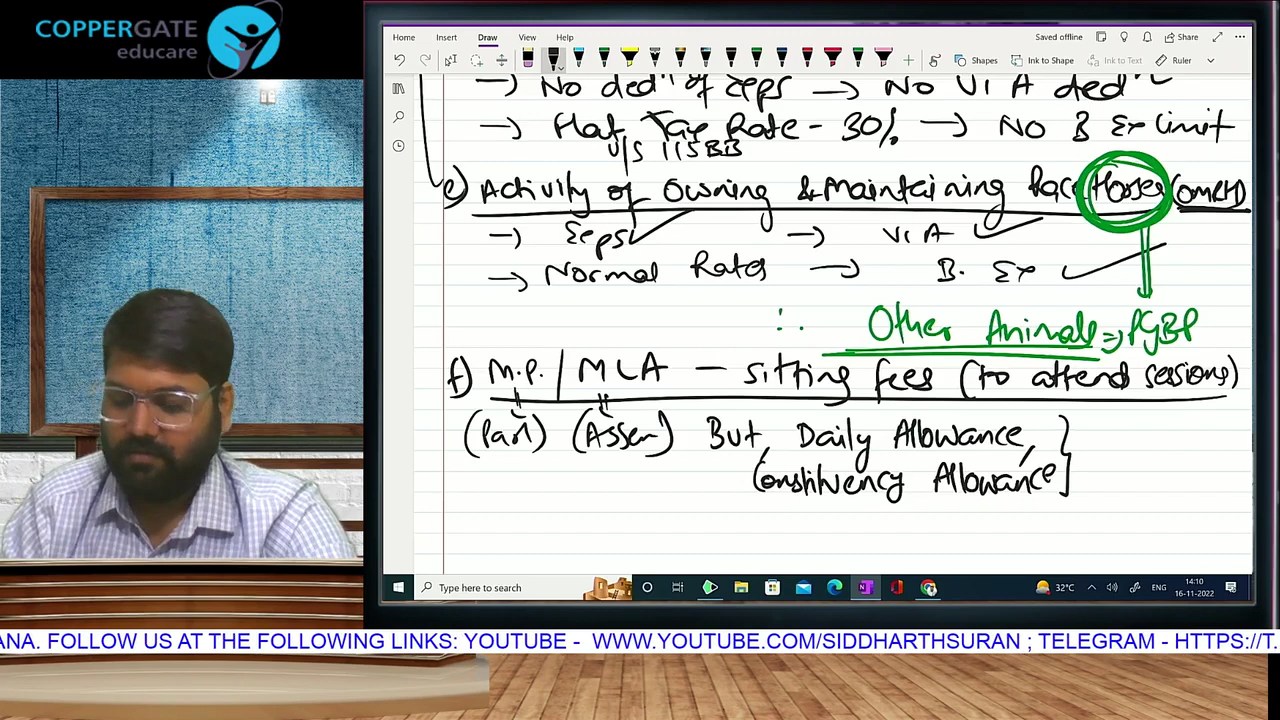 COPPERGATE
educare
Home Insert Draw View Help
Saved offline
Share
Shapes
Ink to Shape
Ink to Text
Ruler
→ No dedn of Exps → No VI A dedn
→ Flat Tax Rate - 30% → No B Ex limit
u/s 115BB
e) Activity of Owning & Maintaining Race Horses (OMRH)
→ Exps → VI A
→ Normal Rates → B. Ex
∴ Other Animals ⇒ PGBP
f) M.P. / MLA – Sitting fees (to attend sessions)
(Parl) (Assem) But, Daily Allowance,
Constituency Allowance
Type here to search
32°C
ENG
14:10
16-11-2022
ANA. FOLLOW US AT THE FOLLOWING LINKS: YOUTUBE - WWW.YOUTUBE.COM/SIDDHARTHSURAN ; TELEGRAM - HTTPS://T.